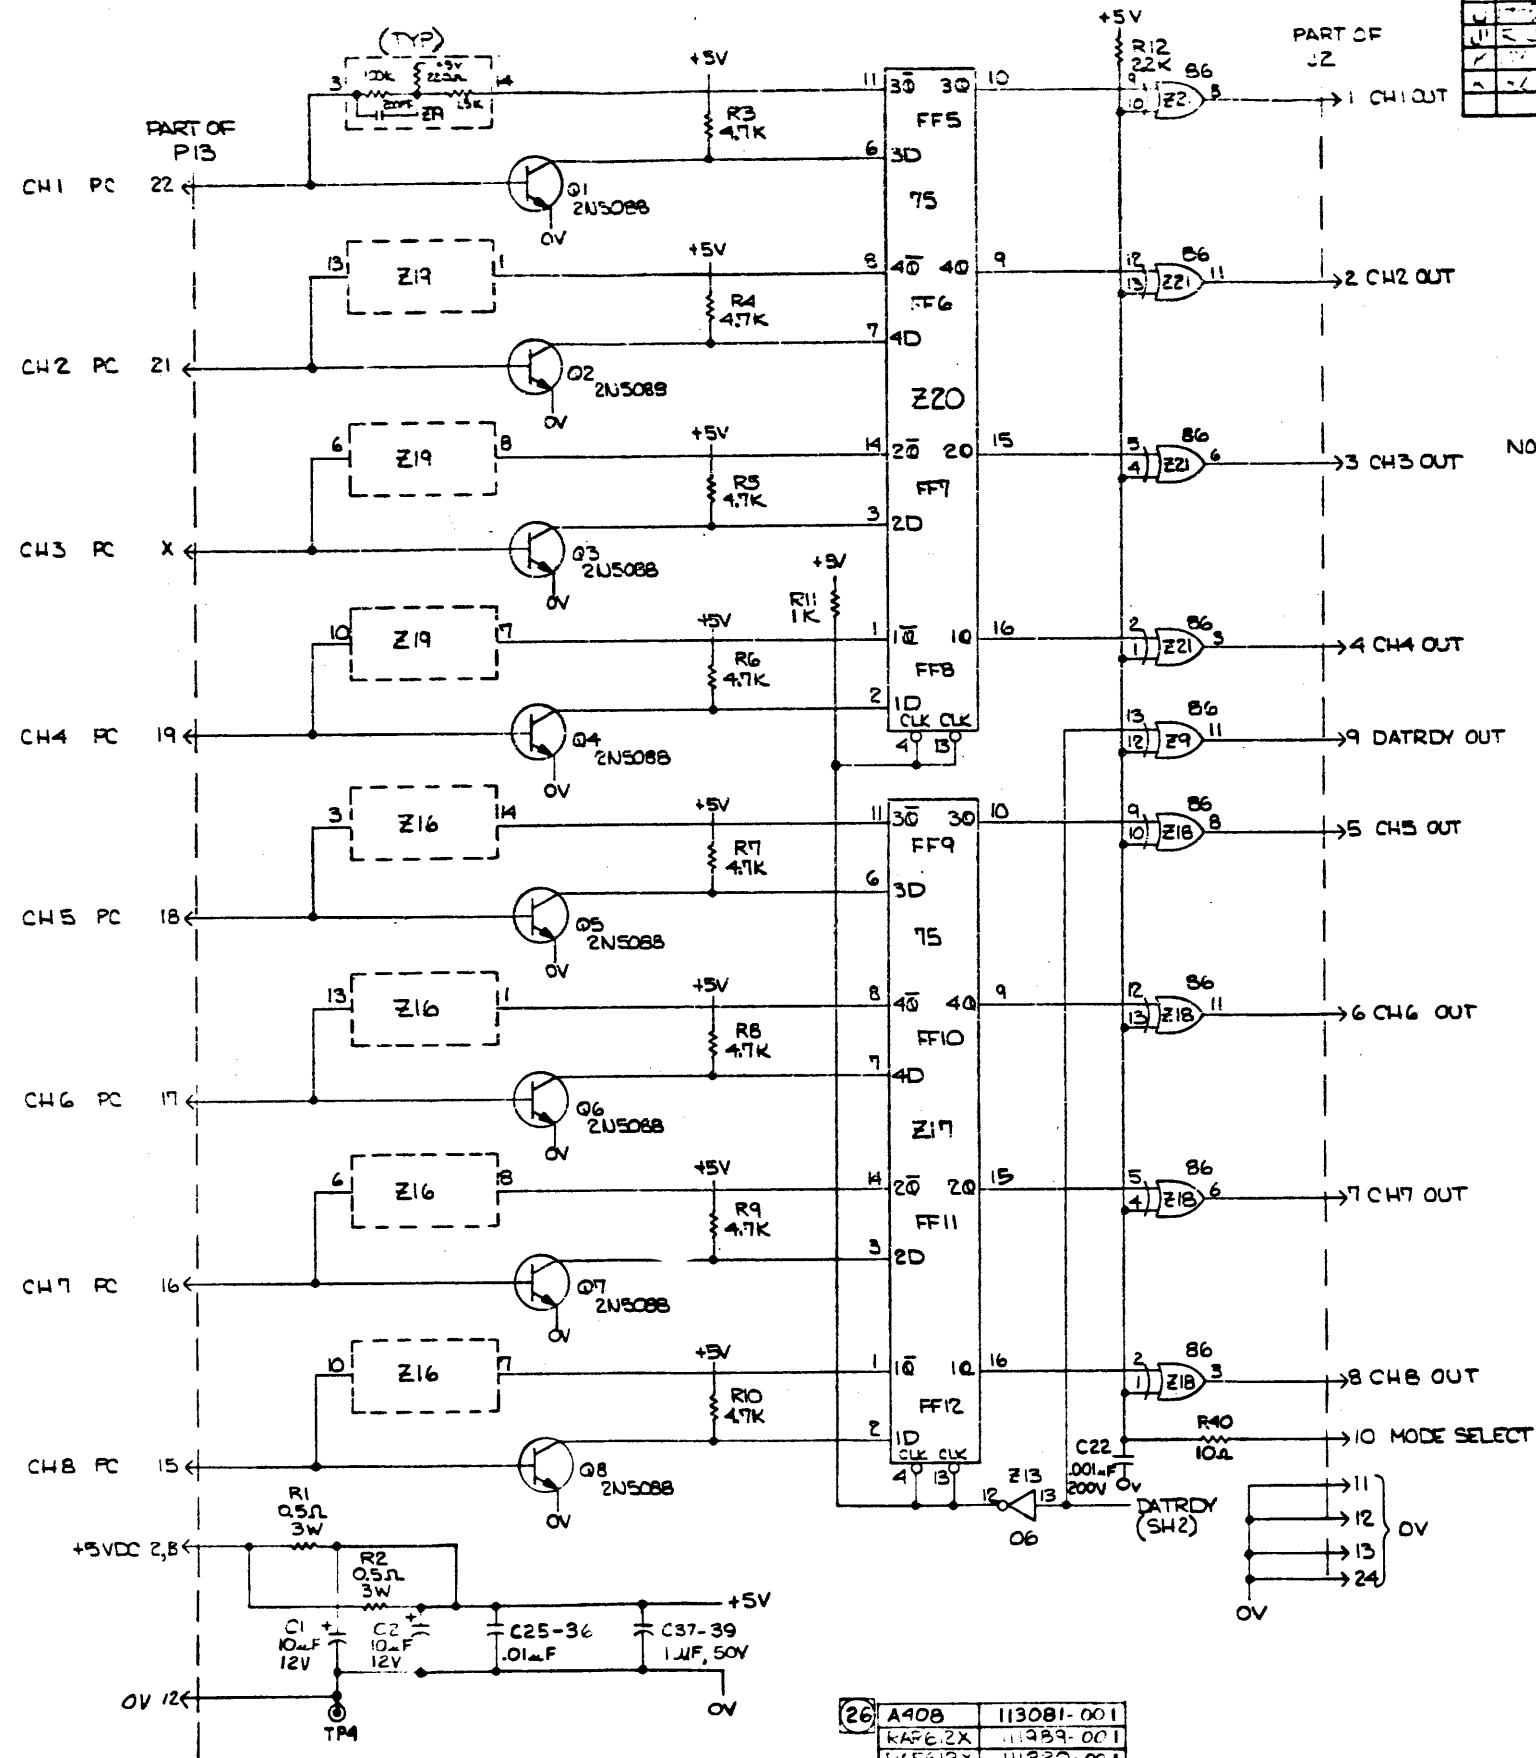 (TYP)
+5V
3
14
+5V
11 3Q̅ 3Q 10
FF5
+5V
R12
22K
9
10
86
8
PART OF
1 CH1 OUT
PART OF
P13
R3
4.7K
6 3D
CH1 PC 22
Q1
2N5088
0V
75
13 Z19 1
+5V
8 4Q̅ 4Q 9
FF6
12
13
86
Z21
11
2 CH2 OUT
R4
4.7K
7 4D
CH2 PC 21
Q2
2N5089
0V
Z20
6 Z19 8
+5V
14 2Q̅ 2Q 15
FF7
5
4
86
Z21
6
3 CH3 OUT
NO
R5
4.7K
3 2D
CH3 PC X
Q3
2N5088
0V
+5V
R11
1K
10 Z19 7
+5V
1 1Q̅ 1Q 16
FF8
2
1
86
Z21
3
4 CH4 OUT
R6
4.7K
2 1D
CLK CLK
4 13
CH4 PC 19
Q4
2N5088
0V
13
12
86
Z9
11
9 DATRDY OUT
3 Z16 14
+5V
11 3Q̅ 3Q 10
FF9
9
10
86
Z18
8
5 CH5 OUT
R7
4.7K
6 3D
CH5 PC 18
Q5
2N5088
0V
75
13 Z16 1
+5V
8 4Q̅ 4Q 9
FF10
12
13
86
Z18
11
6 CH6 OUT
R8
4.7K
7 4D
CH6 PC 17
Q6
2N5088
0V
Z17
6 Z16 8
+5V
14 2Q̅ 2Q 15
FF11
5
4
86
Z18
6
7 CH7 OUT
R9
4.7K
3 2D
CH7 PC 16
Q7
2N5088
0V
10 Z16 7
+5V
1 1Q̅ 1Q 16
FF12
2
1
86
Z18
3
8 CH8 OUT
R10
4.7K
2 1D
CLK CLK
4 13
CH8 PC 15
Q8
2N5088
0V
R40
10Ω
10 MODE SELECT
C22
.001µF
200V
0V
Z13
12 13
06
DATRDY
(SH2)
11
12
13
24
0V
0V
R1
0.5Ω
3W
+5VDC 2,B
R2
0.5Ω
3W
+5V
C1
10µF
12V
+
C2
10µF
12V
+
C25-36
.01µF
C37-39
1µF, 50V
0V 12
TP4
0V
26 A408 113081-001